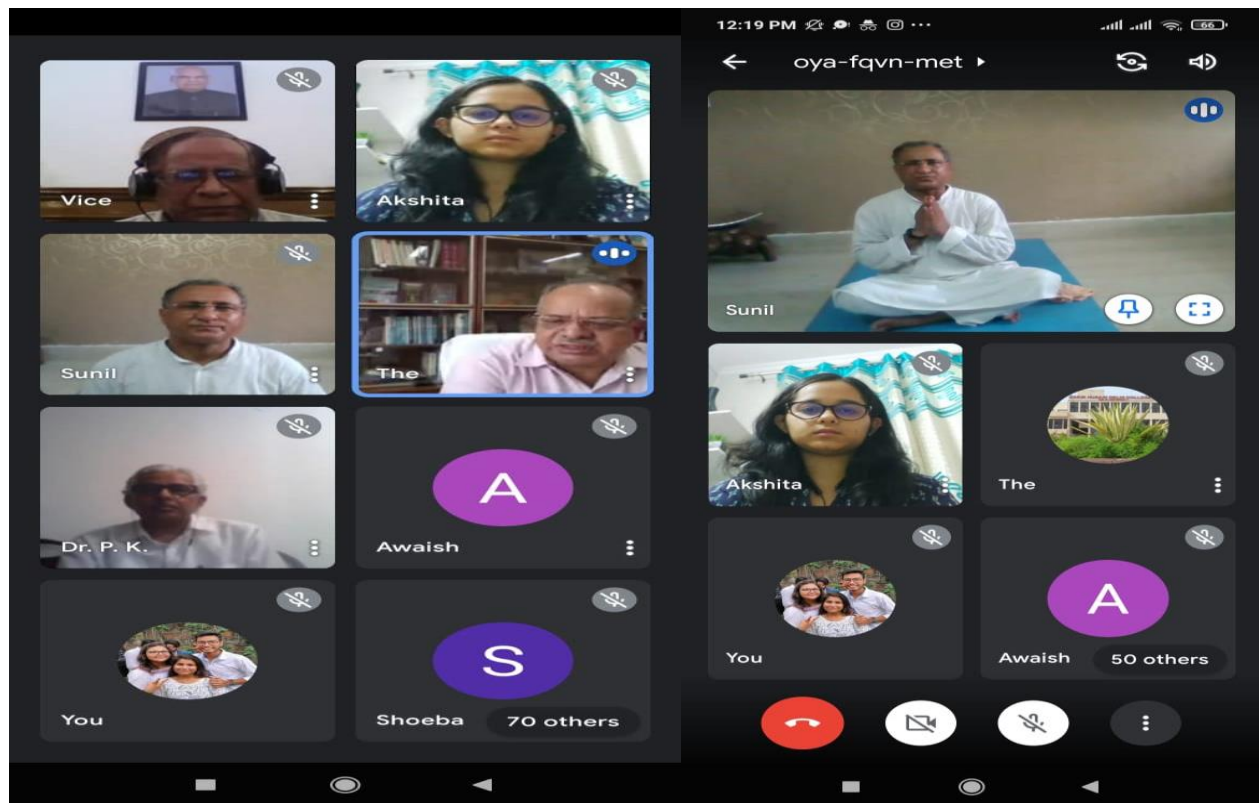 Vice
Akshita
Sunil
The
Dr. P. K.
A
Awaish
You
S
Shoeba
70 others
12:19 PM
66
oya-fqvn-met
Sunil
Akshita
The
You
A
Awaish
50 others